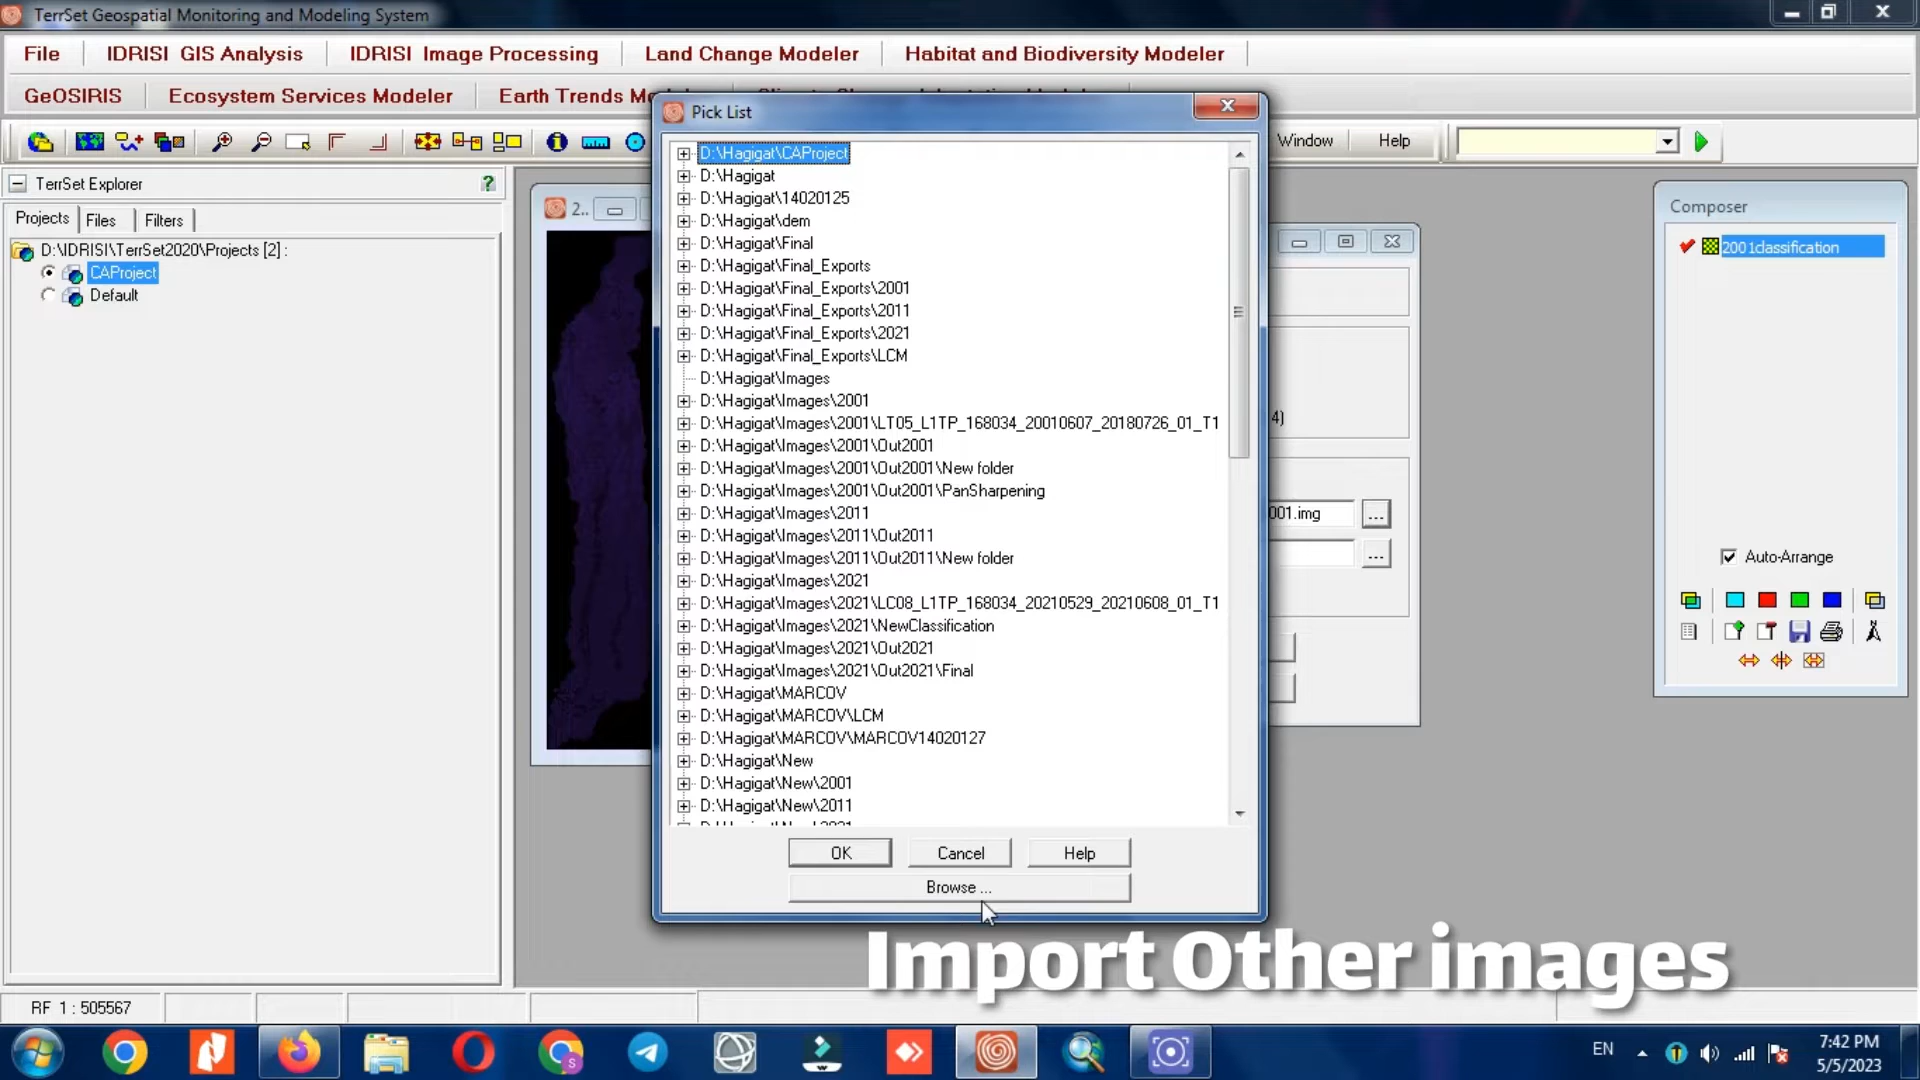 TerrSet Geospatial Monitoring and Modeling System
File
IDRISI GIS Analysis
IDRISI Image Processing
Land Change Modeler
Habitat and Biodiversity Modeler
GeOSIRIS
Ecosystem Services Modeler
Earth Trends
Window
Help
TerrSet Explorer
?
Projects
Files
Filters
D:\IDRISI\TerrSet2020\Projects [2] :
CAProject
Default
2..
Pick List
D:\Hagigat\CAProject
D:\Hagigat
D:\Hagigat\14020125
D:\Hagigat\dem
D:\Hagigat\Final
D:\Hagigat\Final_Exports
D:\Hagigat\Final_Exports\2001
D:\Hagigat\Final_Exports\2011
D:\Hagigat\Final_Exports\2021
D:\Hagigat\Final_Exports\LCM
D:\Hagigat\Images
D:\Hagigat\Images\2001
D:\Hagigat\Images\2001\LT05_L1TP_168034_20010607_20180726_01_T1
D:\Hagigat\Images\2001\Out2001
D:\Hagigat\Images\2001\Out2001\New folder
D:\Hagigat\Images\2001\Out2001\PanSharpening
D:\Hagigat\Images\2011
D:\Hagigat\Images\2011\Out2011
D:\Hagigat\Images\2011\Out2011\New folder
D:\Hagigat\Images\2021
D:\Hagigat\Images\2021\LC08_L1TP_168034_20210529_20210608_01_T1
D:\Hagigat\Images\2021\NewClassification
D:\Hagigat\Images\2021\Out2021
D:\Hagigat\Images\2021\Out2021\Final
D:\Hagigat\MARCOV
D:\Hagigat\MARCOV\LCM
D:\Hagigat\MARCOV\MARCOV14020127
D:\Hagigat\New
D:\Hagigat\New\2001
D:\Hagigat\New\2011
OK
Cancel
Help
Browse ...
4)
001.img
...
...
Composer
2001classification
Auto-Arrange
Import Other images
RF 1 : 505567
EN
7:42 PM
5/5/2023